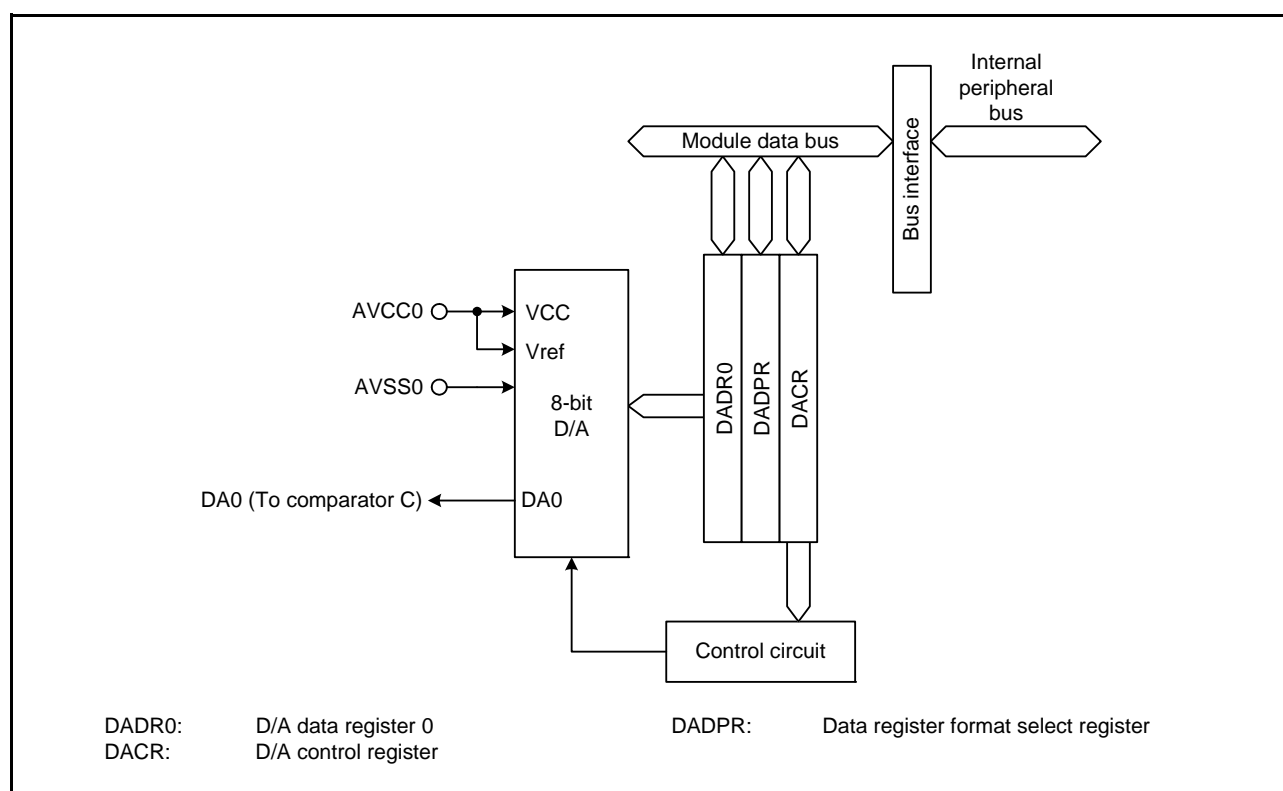 Internal
peripheral
bus
Module data bus
Bus interface
AVCC0
VCC
Vref
AVSS0
8-bit
D/A
DADR0
DADPR
DACR
DA0 (To comparator C)
DA0
Control circuit
DADR0: D/A data register 0
DADPR: Data register format select register
DACR: D/A control register